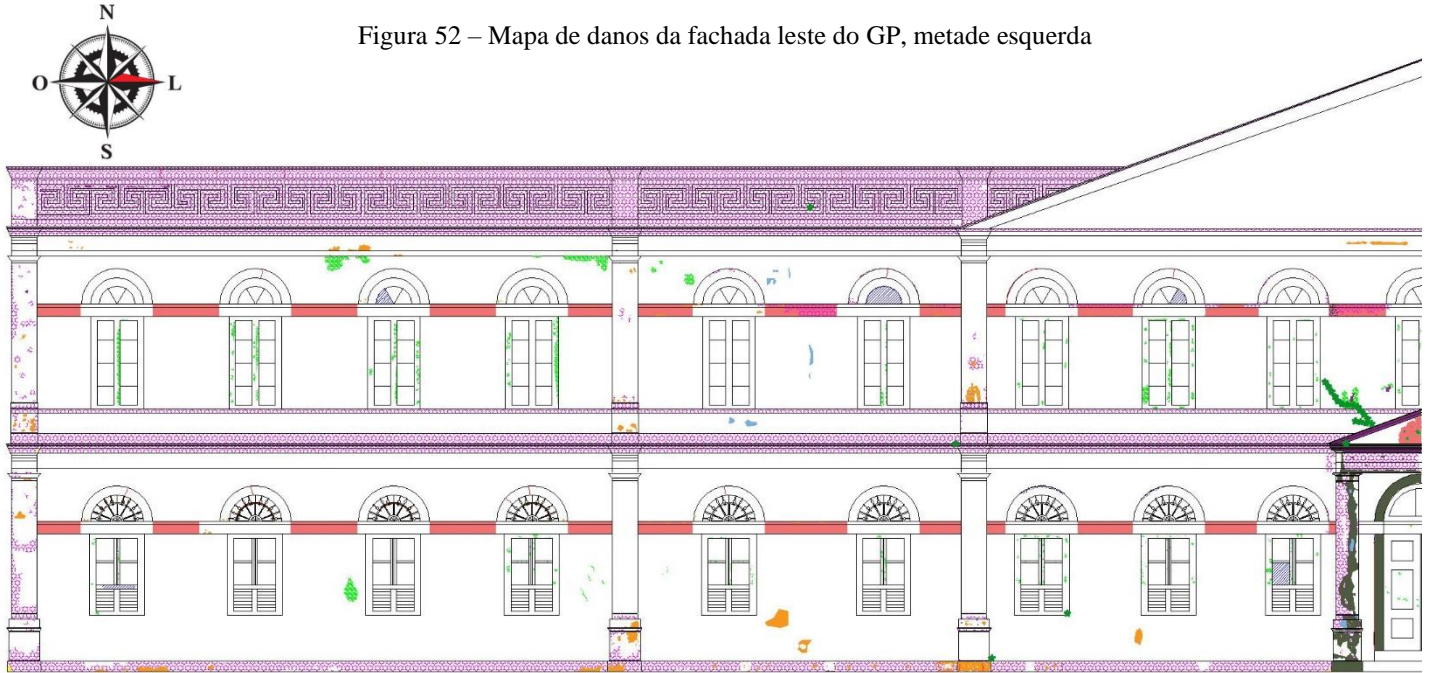 Figura 52 – Mapa de danos da fachada leste do GP, metade esquerda
N
O L
S